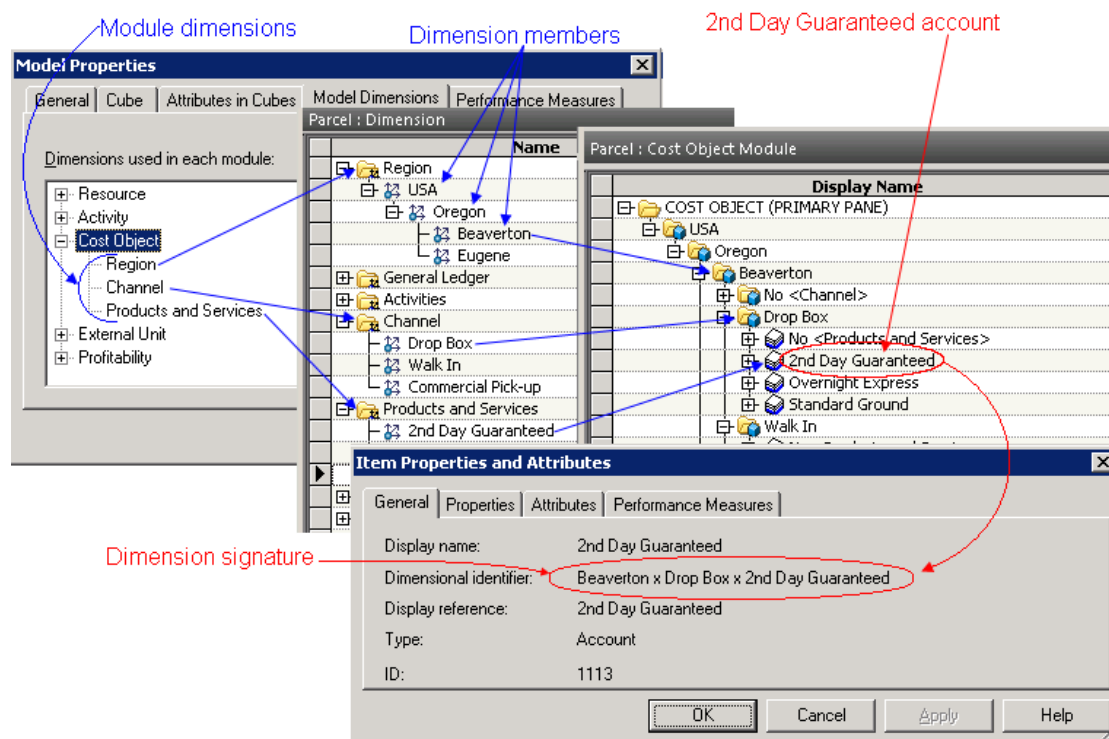 Module dimensions
Dimension members
2nd Day Guaranteed account
Model Properties
General
Cube
Attributes in Cubes
Model Dimensions
Performance Measures
Dimensions used in each module:
Resource
Activity
Cost Object
Region
Channel
Products and Services
External Unit
Profitability
Parcel : Dimension
Name
Region
USA
Oregon
Beaverton
Eugene
General Ledger
Activities
Channel
Drop Box
Walk In
Commercial Pick-up
Products and Services
2nd Day Guaranteed
Parcel : Cost Object Module
Display Name
COST OBJECT (PRIMARY PANE)
USA
Oregon
Beaverton
No <Channel>
Drop Box
No <Products and Services>
2nd Day Guaranteed
Overnight Express
Standard Ground
Walk In
Item Properties and Attributes
General
Properties
Attributes
Performance Measures
Display name: 2nd Day Guaranteed
Dimension signature
Dimensional identifier: Beaverton x Drop Box x 2nd Day Guaranteed
Display reference: 2nd Day Guaranteed
Type: Account
ID: 1113
OK
Cancel
Apply
Help